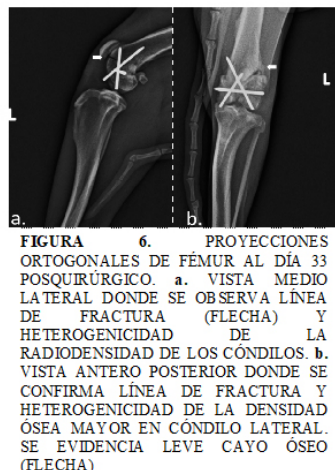 L
L
a.
b.
FIGURA 6. PROYECCIONES
ORTOGONALES DE FÉMUR AL DÍA 33
POSQUIRÚRGICO. a. VISTA MEDIO
LATERAL DONDE SE OBSERVA LÍNEA
DE FRACTURA (FLECHA) Y
HETEROGENICIDAD DE LA
RADIODENSIDAD DE LOS CÓNDILOS. b.
VISTA ANTERO POSTERIOR DONDE SE
CONFIRMA LÍNEA DE FRACTURA Y
HETEROGENICIDAD DE LA DENSIDAD
ÓSEA MAYOR EN CÓNDILO LATERAL.
SE EVIDENCIA LEVE CAYO ÓSEO
(FLECHA)